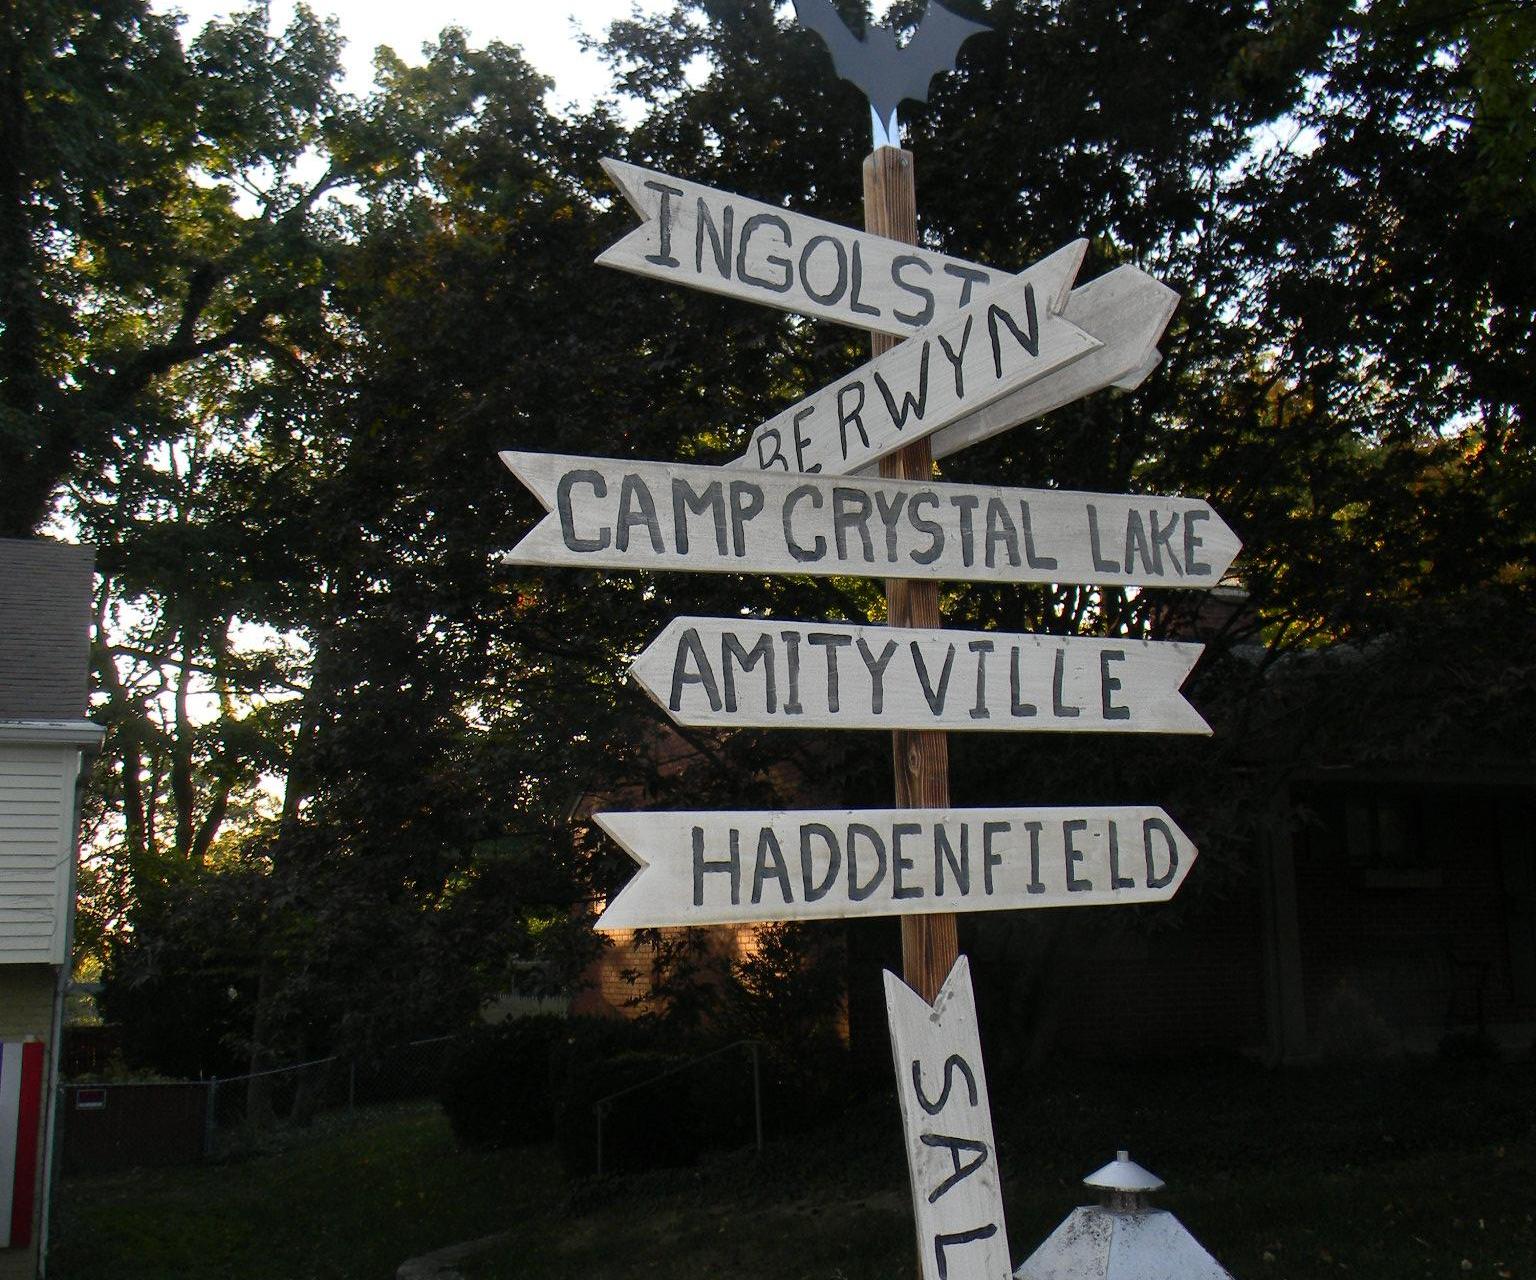 INGOLST
BERWYN
CAMP CRYSTAL LAKE
AMITYVILLE
HADDENFIELD
SAL